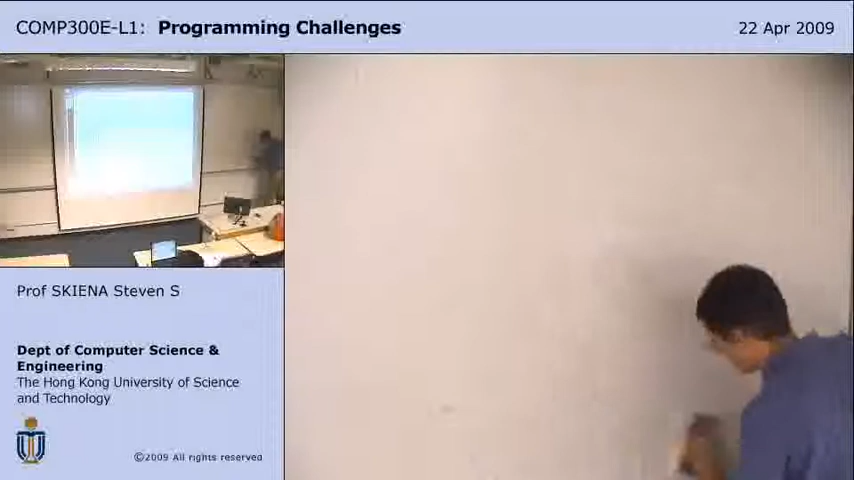 COMP300E-L1: Programming Challenges
22 Apr 2009
Prof SKIENA Steven S
Dept of Computer Science &
Engineering
The Hong Kong University of Science
and Technology
©2009 All rights reserved